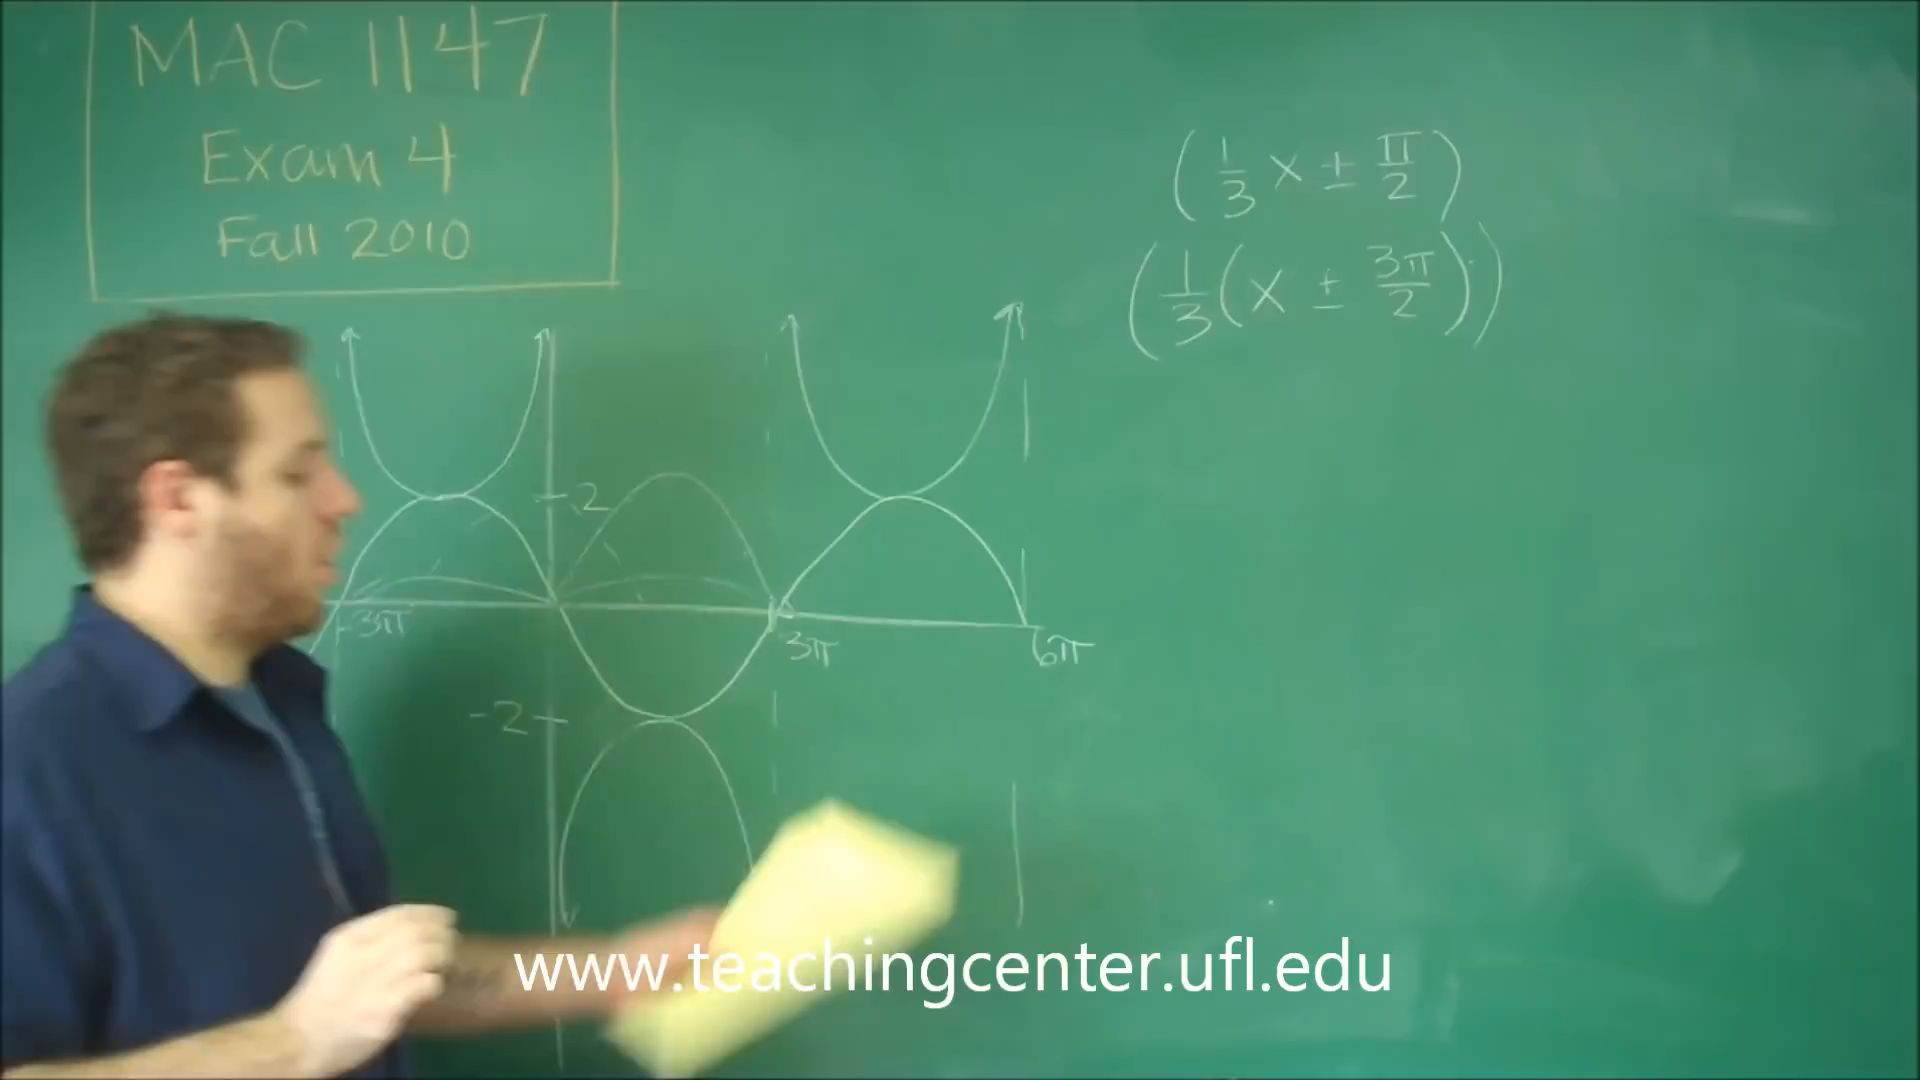 MAC 1147
Exam 4
Fall 2010
(1/3 x ± π/2)
(1/3(x ± 3π/2))
2
-3π
3π
6π
-2
www.teachingcenter.ufl.edu